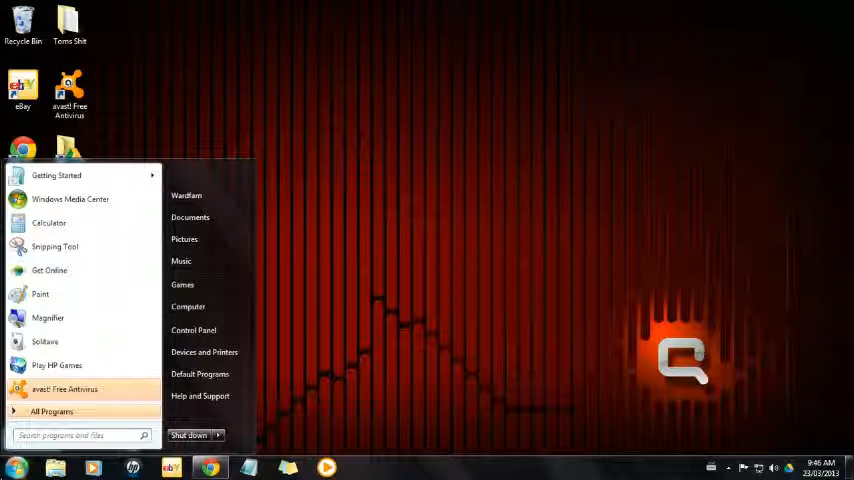 Recycle Bin
Toms Shit
eBay
avast! Free
Antivirus
Getting Started
Windows Media Center
Calculator
Snipping Tool
Get Online
Paint
Magnifier
Solitaire
Play HP Games
avast! Free Antivirus
All Programs
Search programs and files
Wardfam
Documents
Pictures
Music
Games
Computer
Control Panel
Devices and Printers
Default Programs
Help and Support
Shut down
9:46 AM
23/03/2013